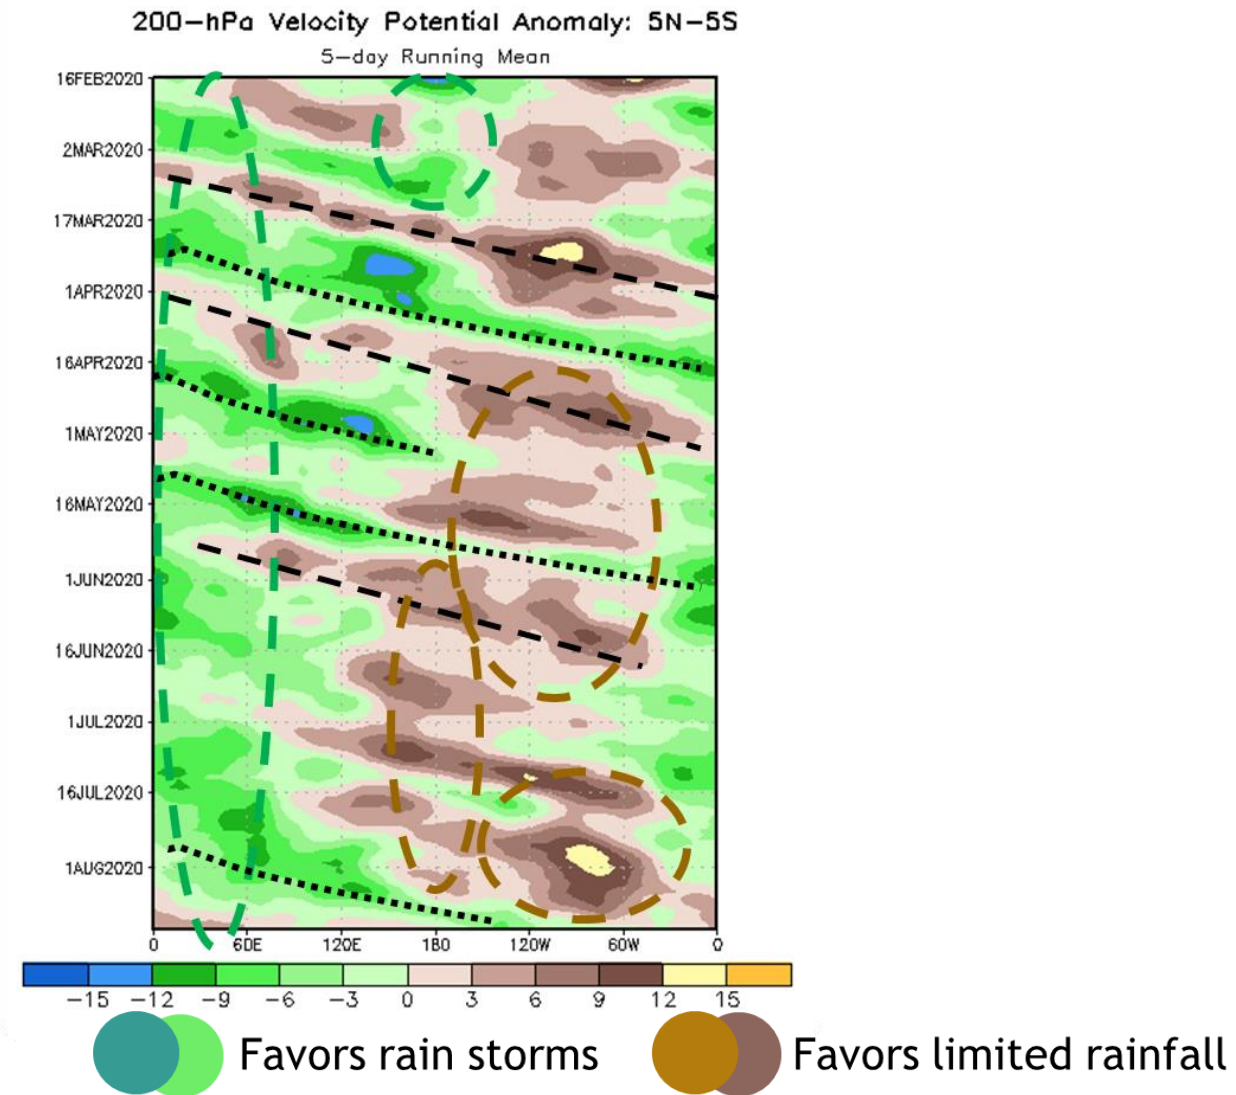 200-hPa Velocity Potential Anomaly: 5N-5S
5-day Running Mean
16FEB2020
2MAR2020
17MAR2020
1APR2020
16APR2020
1MAY2020
16MAY2020
1JUN2020
16JUN2020
1JUL2020
16JUL2020
1AUG2020
0 60E 120E 180 120W 60W 0
-15 -12 -9 -6 -3 0 3 6 9 12 15
Favors rain storms Favors limited rainfall